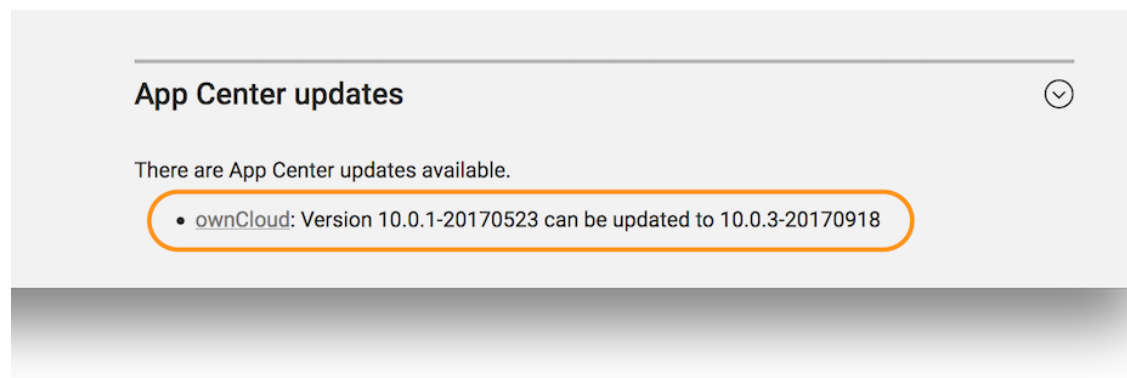 App Center updates
There are App Center updates available.
• ownCloud: Version 10.0.1-20170523 can be updated to 10.0.3-20170918